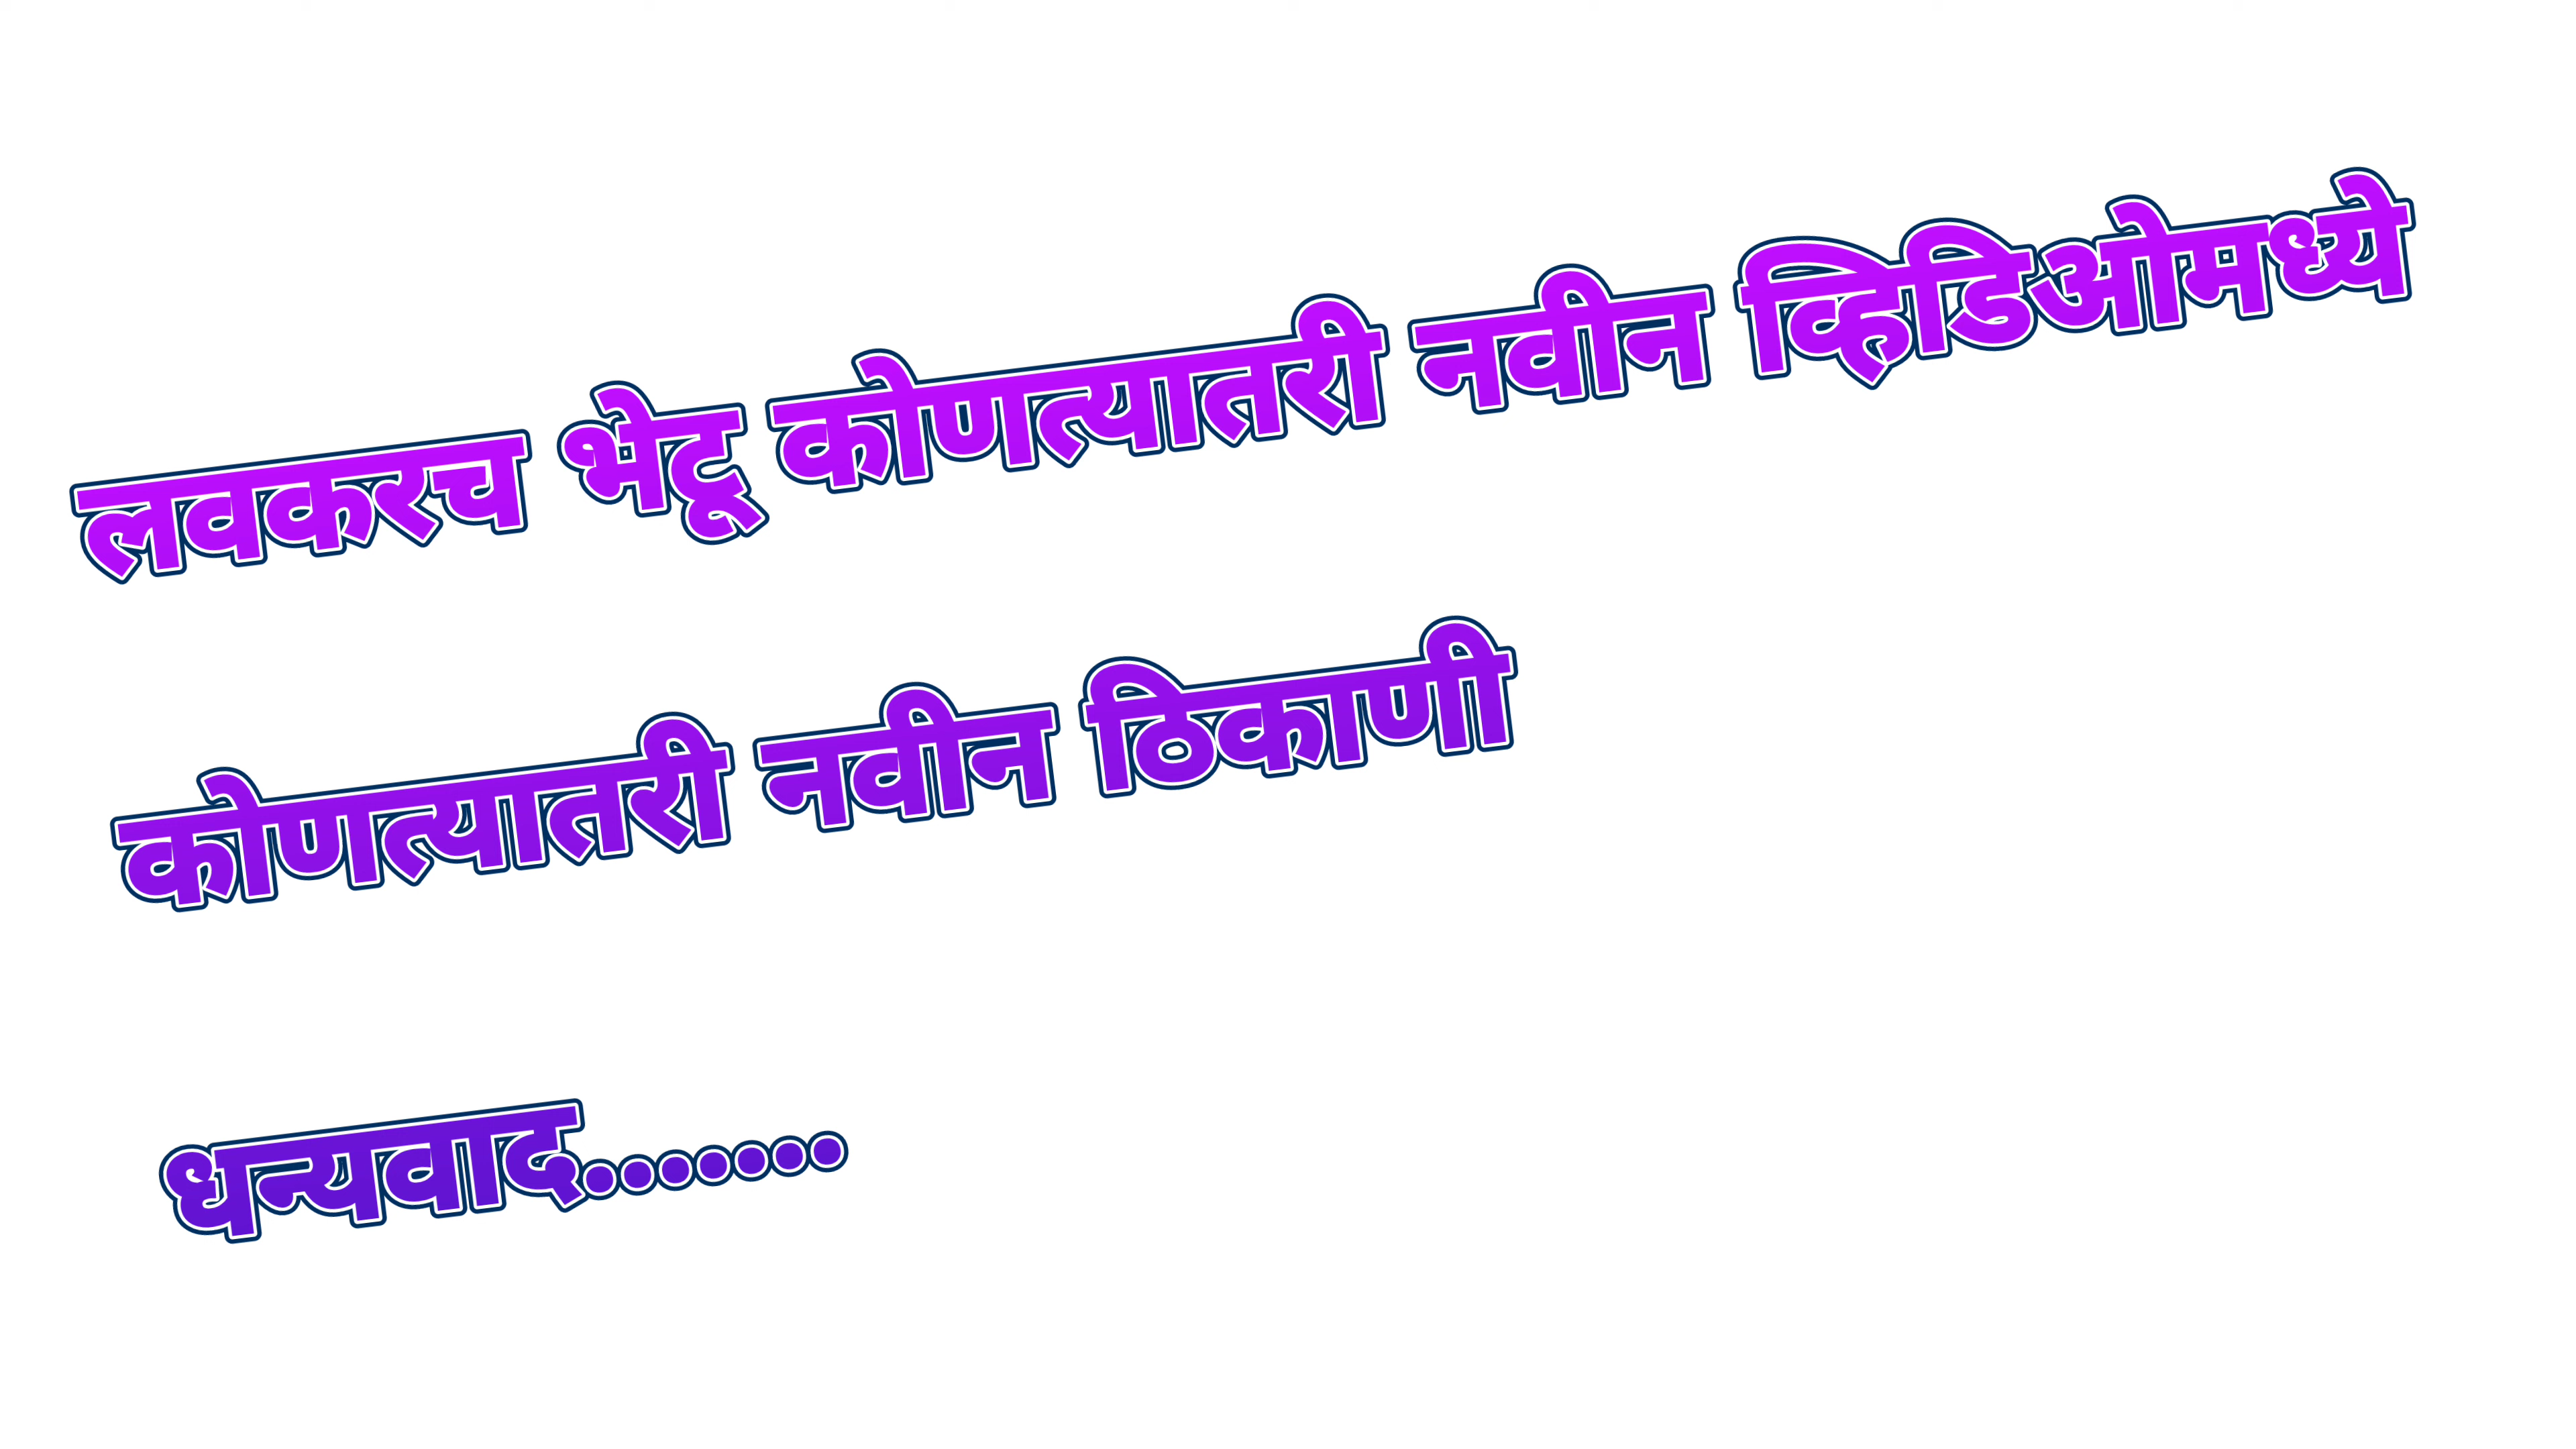 लवकरच भेटू कोणत्यातरी नवीन व्हिडिओमध्ये
कोणत्यातरी नवीन ठिकाणी
धन्यवाद.......